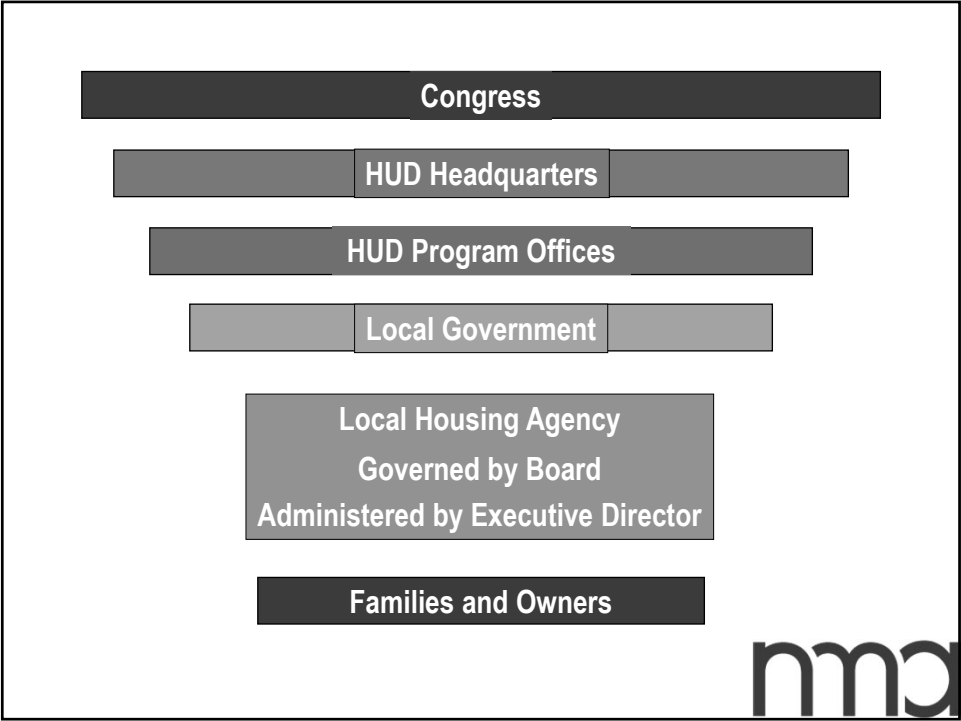 Congress
HUD Headquarters
HUD Program Offices
Local Government
Local Housing Agency
Governed by Board
Administered by Executive Director
Families and Owners
nma